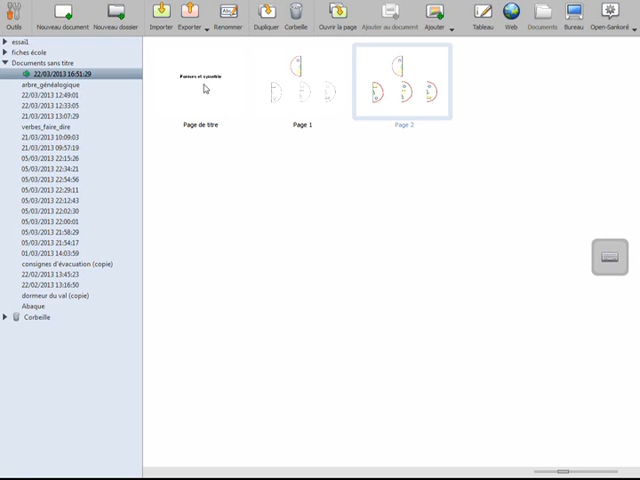 Outils
Nouveau document
Nouveau dossier
Importer
Exporter
Renommer
Dupliquer
Corbeille
Ouvrir la page
Ajouter au document
Ajouter
Tableau
Web
Documents
Bureau
Open-Sankoré
essai1
fiches école
Documents sans titre
22/03/2013 16:51:29
arbre_généalogique
22/03/2013 12:49:01
22/03/2013 12:33:05
21/03/2013 13:07:29
verbes_faire_dire
21/03/2013 10:09:03
21/03/2013 09:57:19
05/03/2013 22:15:26
05/03/2013 22:34:21
05/03/2013 22:54:56
05/03/2013 22:29:11
05/03/2013 22:12:43
05/03/2013 22:02:30
05/03/2013 22:00:01
05/03/2013 21:58:29
05/03/2013 21:54:17
01/03/2013 14:03:59
consignes d'évacuation (copie)
22/02/2013 13:45:23
22/02/2013 13:16:50
dormeur du val (copie)
Abaque
Corbeille
Page de titre
Page 1
Page 2